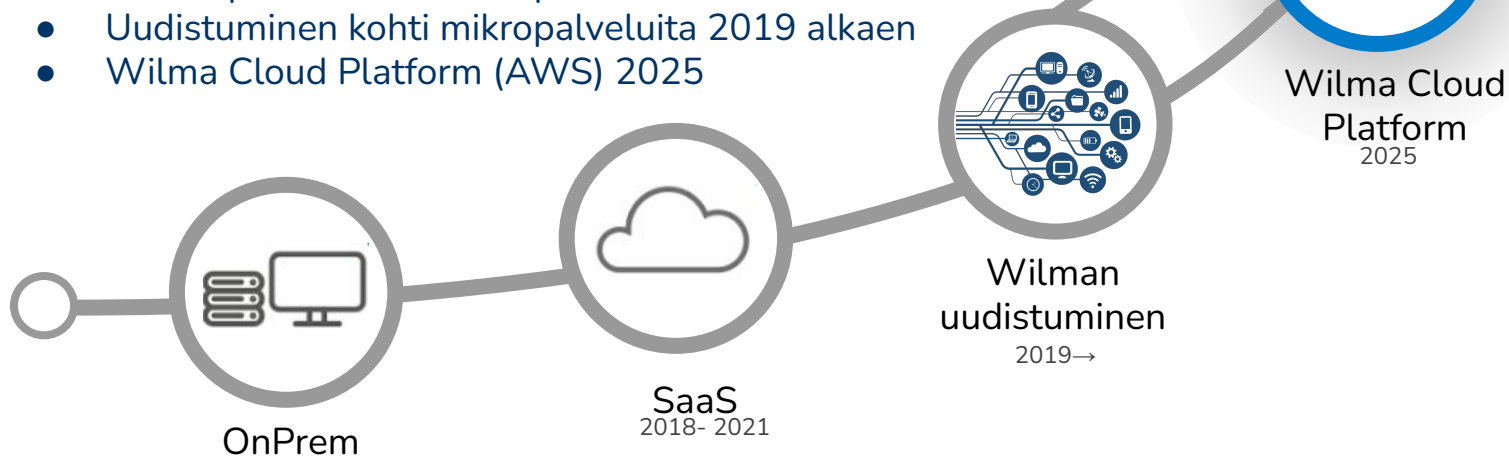 ● Uudistuminen kohti mikropalveluita 2019 alkaen
● Wilma Cloud Platform (AWS) 2025
Wilma Cloud
Platform
2025
Wilman
uudistuminen
2019→
SaaS
2018- 2021
OnPrem